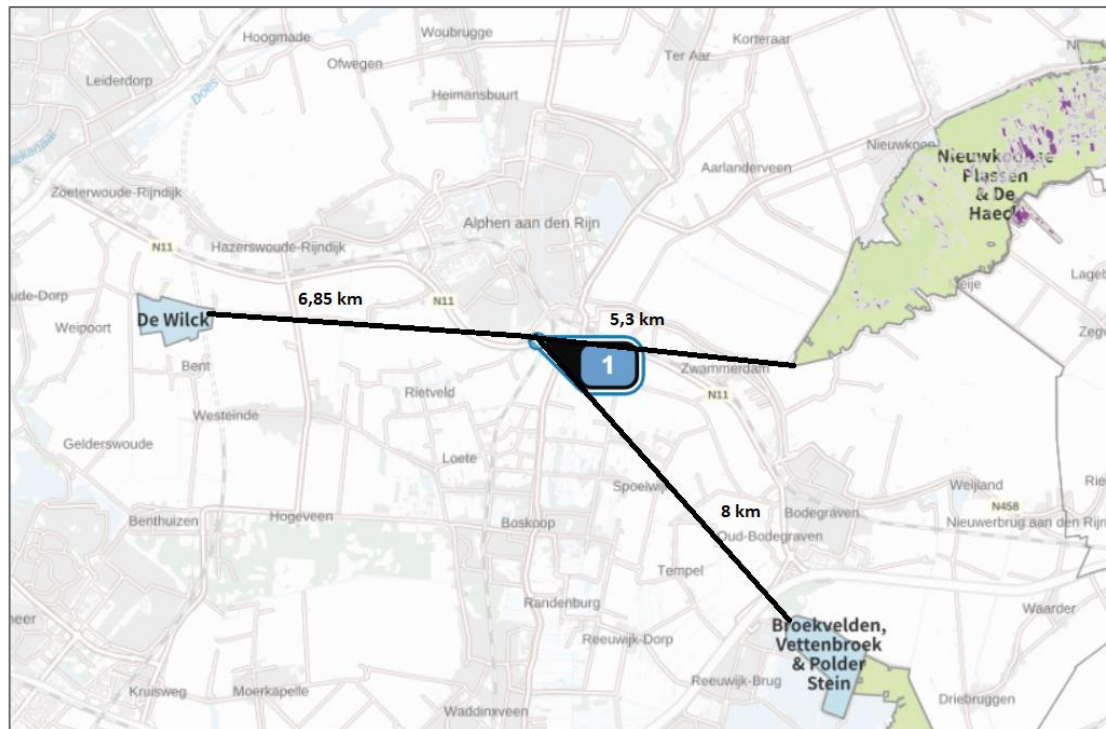 Hoogmade
Woubrugge
Ofwegen
Ter Aar
Korteraar
Leiderdorp
Does
Heimansbuurt
Nieuwkoop
Aarlanderveen
Nieuwkoopse
Plassen
& De
Haeck
Zoeterwoude-Rijndijk
Alphen aan den Rijn
N11
Hazerswoude-Rijndijk
Meije
6,85 km
N11
5,3 km
De Wilck
Weipoort
1
Zwammerdam
Bent
N11
Rietveld
Westeinde
Gelderswoude
Loete
Spoelwijk
Weijland
8 km
Bodegraven
N458
Benthuizen
Hogeveen
Boskoop
Nieuwerbrug aan den Rijn
Oud-Bodegraven
Tempel
Randenburg
Waarder
Broekvelden,
Vettenbroek
& Polder
Stein
Reeuwijk-Dorp
Reeuwijk-Brug
Kruisweg
Moerkapelle
Driebruggen
Waddinxveen